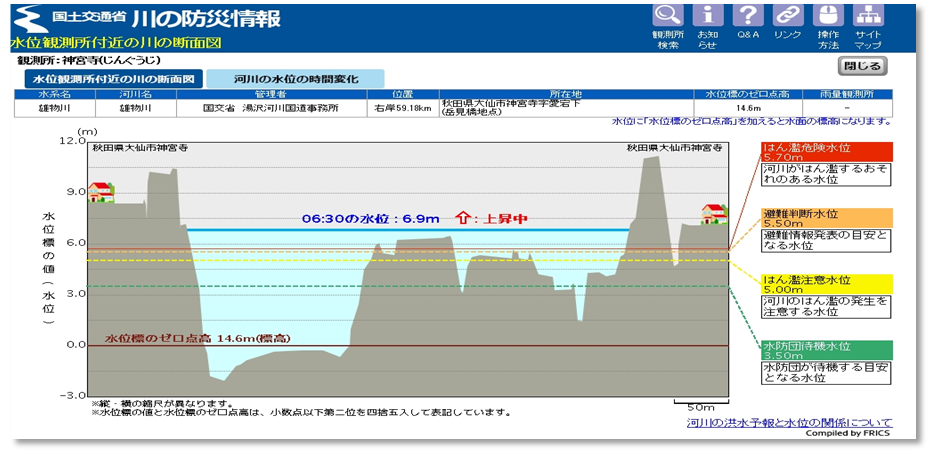 国土交通省 川の防災情報
観測所検索
お知らせ
Q&A
リンク
操作方法
サイトマップ
水位観測所付近の川の断面図
観測所:神宮寺(じんぐうじ)
閉じる
水位観測所付近の川の断面図 河川の水位の時間変化
水系名 河川名 管理者 位置 所在地 水位標のゼロ点高 雨量観測所
雄物川 雄物川 国交省 湯沢河川国道事務所 右岸59.18km 秋田県大仙市神宮寺字愛宕下 14.6m −
(岳見橋地点)
水位に「水位標のゼロ点高」を加えると水面の標高になります。
(m)
12.0
9.0
6.0
3.0
0.0
−3.0
水位標の値(水位)
秋田県大仙市神宮寺 秋田県大仙市神宮寺
06:30の水位:6.9m ⇧:上昇中
水位標のゼロ点高 14.6m(標高)
はん濫危険水位
5.70m
河川がはん濫するおそ
れのある水位
避難判断水位
5.50m
避難情報発表の目安と
なる水位
はん濫注意水位
5.00m
河川のはん濫の発生を
注意する水位
水防団待機水位
3.50m
水防団が待機する目安
となる水位
※縦・横の縮尺が異なります。
※水位標の値と水位標のゼロ点高は、小数点以下第二位を四捨五入して表記しています。
50m
河川の洪水予報と水位の関係について
Compiled by FRICS